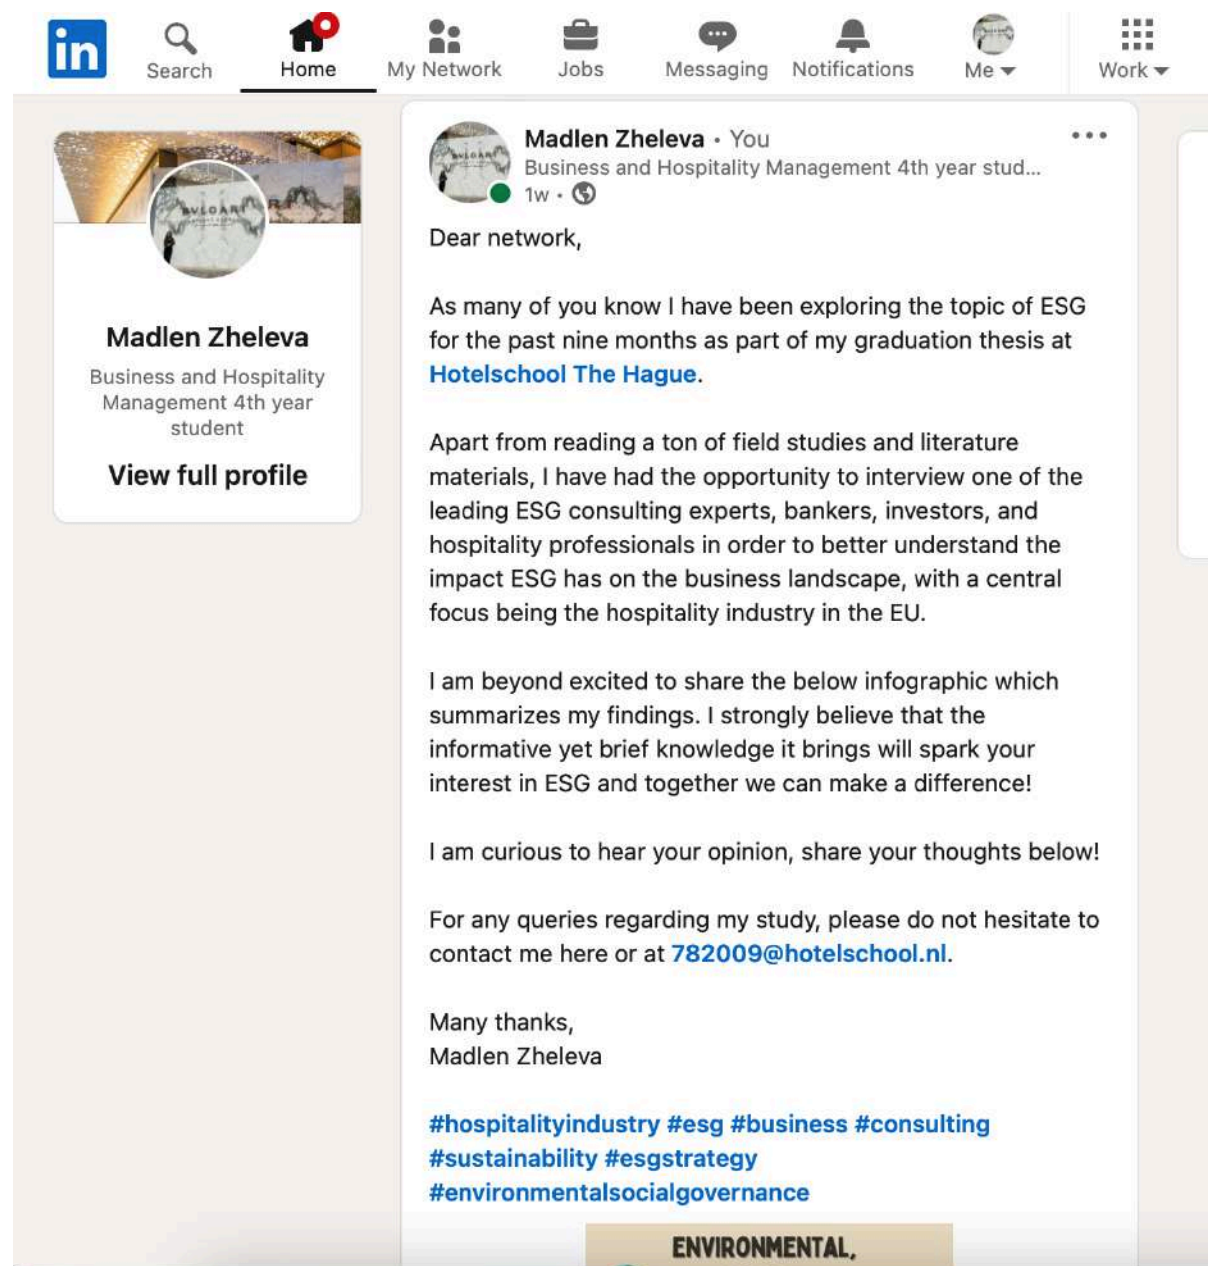 in
Search
Home
My Network
Jobs
Messaging
Notifications
Me
Work
Madlen Zheleva
Business and Hospitality
Management 4th year
student
View full profile
Madlen Zheleva • You
Business and Hospitality Management 4th year stud...
1w •
Dear network,
As many of you know I have been exploring the topic of ESG
for the past nine months as part of my graduation thesis at
Hotelschool The Hague.
Apart from reading a ton of field studies and literature
materials, I have had the opportunity to interview one of the
leading ESG consulting experts, bankers, investors, and
hospitality professionals in order to better understand the
impact ESG has on the business landscape, with a central
focus being the hospitality industry in the EU.
I am beyond excited to share the below infographic which
summarizes my findings. I strongly believe that the
informative yet brief knowledge it brings will spark your
interest in ESG and together we can make a difference!
I am curious to hear your opinion, share your thoughts below!
For any queries regarding my study, please do not hesitate to
contact me here or at 782009@hotelschool.nl.
Many thanks,
Madlen Zheleva
#hospitalityindustry #esg #business #consulting
#sustainability #esgstrategy
#environmentalsocialgovernance
ENVIRONMENTAL,